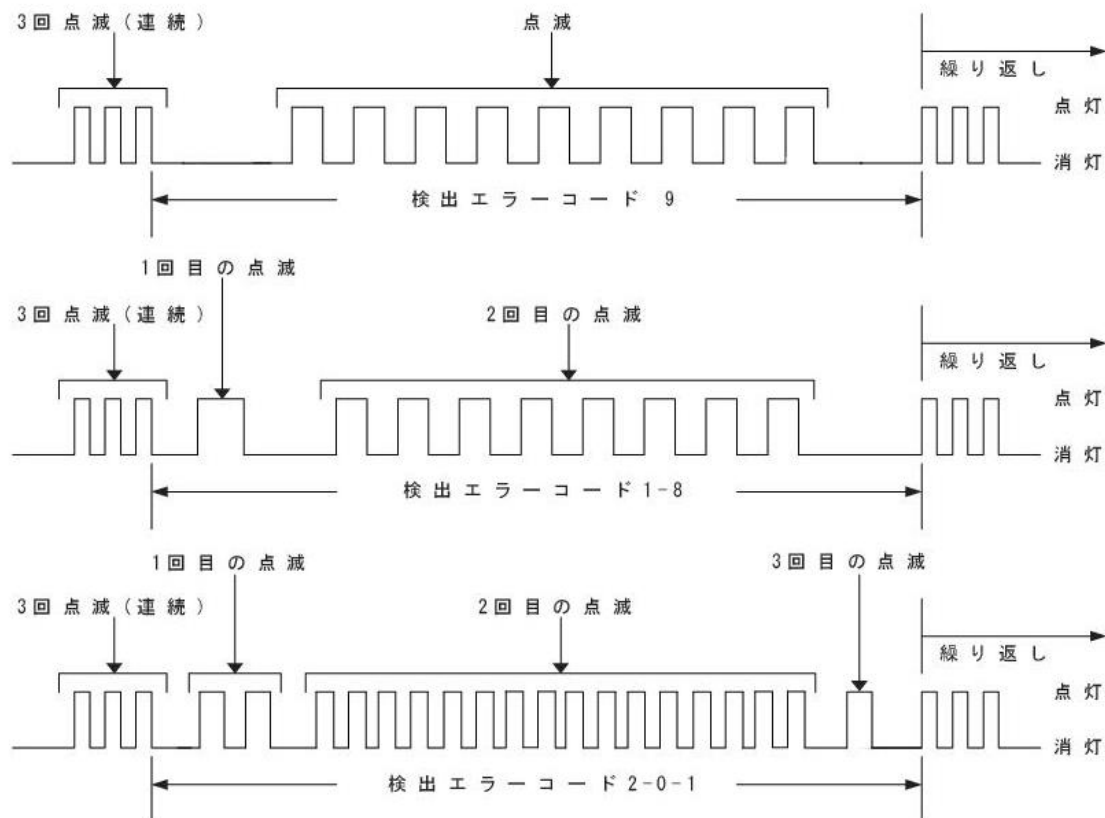 3回点滅(連続)
点滅
繰り返し
点灯
消灯
検出エラーコード 9
1回目の点滅
3回点滅(連続)
2回目の点滅
繰り返し
点灯
消灯
検出エラーコード1-8
1回目の点滅
3回目の点滅
3回点滅(連続)
2回目の点滅
繰り返し
点灯
消灯
検出エラーコード2-0-1